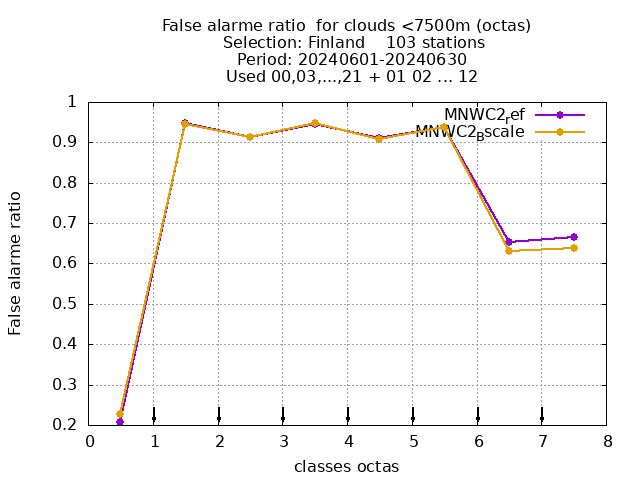 False alarme ratio  for clouds <7500m (octas)
Selection: Finland    103 stations
Period: 20240601-20240630
Used 00,03,...,21 + 01 02 ... 12
MNWC2_ref
MNWC2_Bscale
False alarme ratio
1
0.9
0.8
0.7
0.6
0.5
0.4
0.3
0.2
0 1 2 3 4 5 6 7 8
classes octas